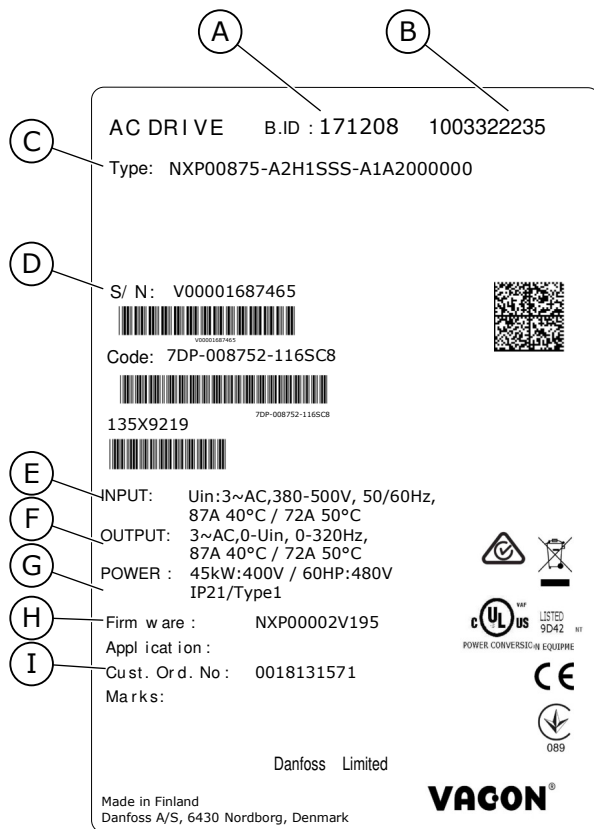 A
B
AC DRIVE B.ID : 171208 1003322235
C
Type: NXP00875-A2H1SSS-A1A2000000
D
S/ N: V00001687465
V00001687465
Code: 7DP-008752-116SC8
7DP-008752-116SC8
135X9219
E
INPUT: Uin:3~AC,380-500V, 50/60Hz,
87A 40°C / 72A 50°C
F
OUTPUT: 3~AC,0-Uin, 0-320Hz,
87A 40°C / 72A 50°C
G
POWER : 45kW:400V / 60HP:480V
IP21/Type1
H
Firm w are : NXP00002V195
Appl icat ion :
I
Cust. Ord. No : 0018131571
Marks:
VAF
c UL us LISTED
9D42 NT
POWER CONVERSION EQUIPME
CE
089
Danfoss Limited
Made in Finland
Danfoss A/S, 6430 Nordborg, Denmark
VACON®